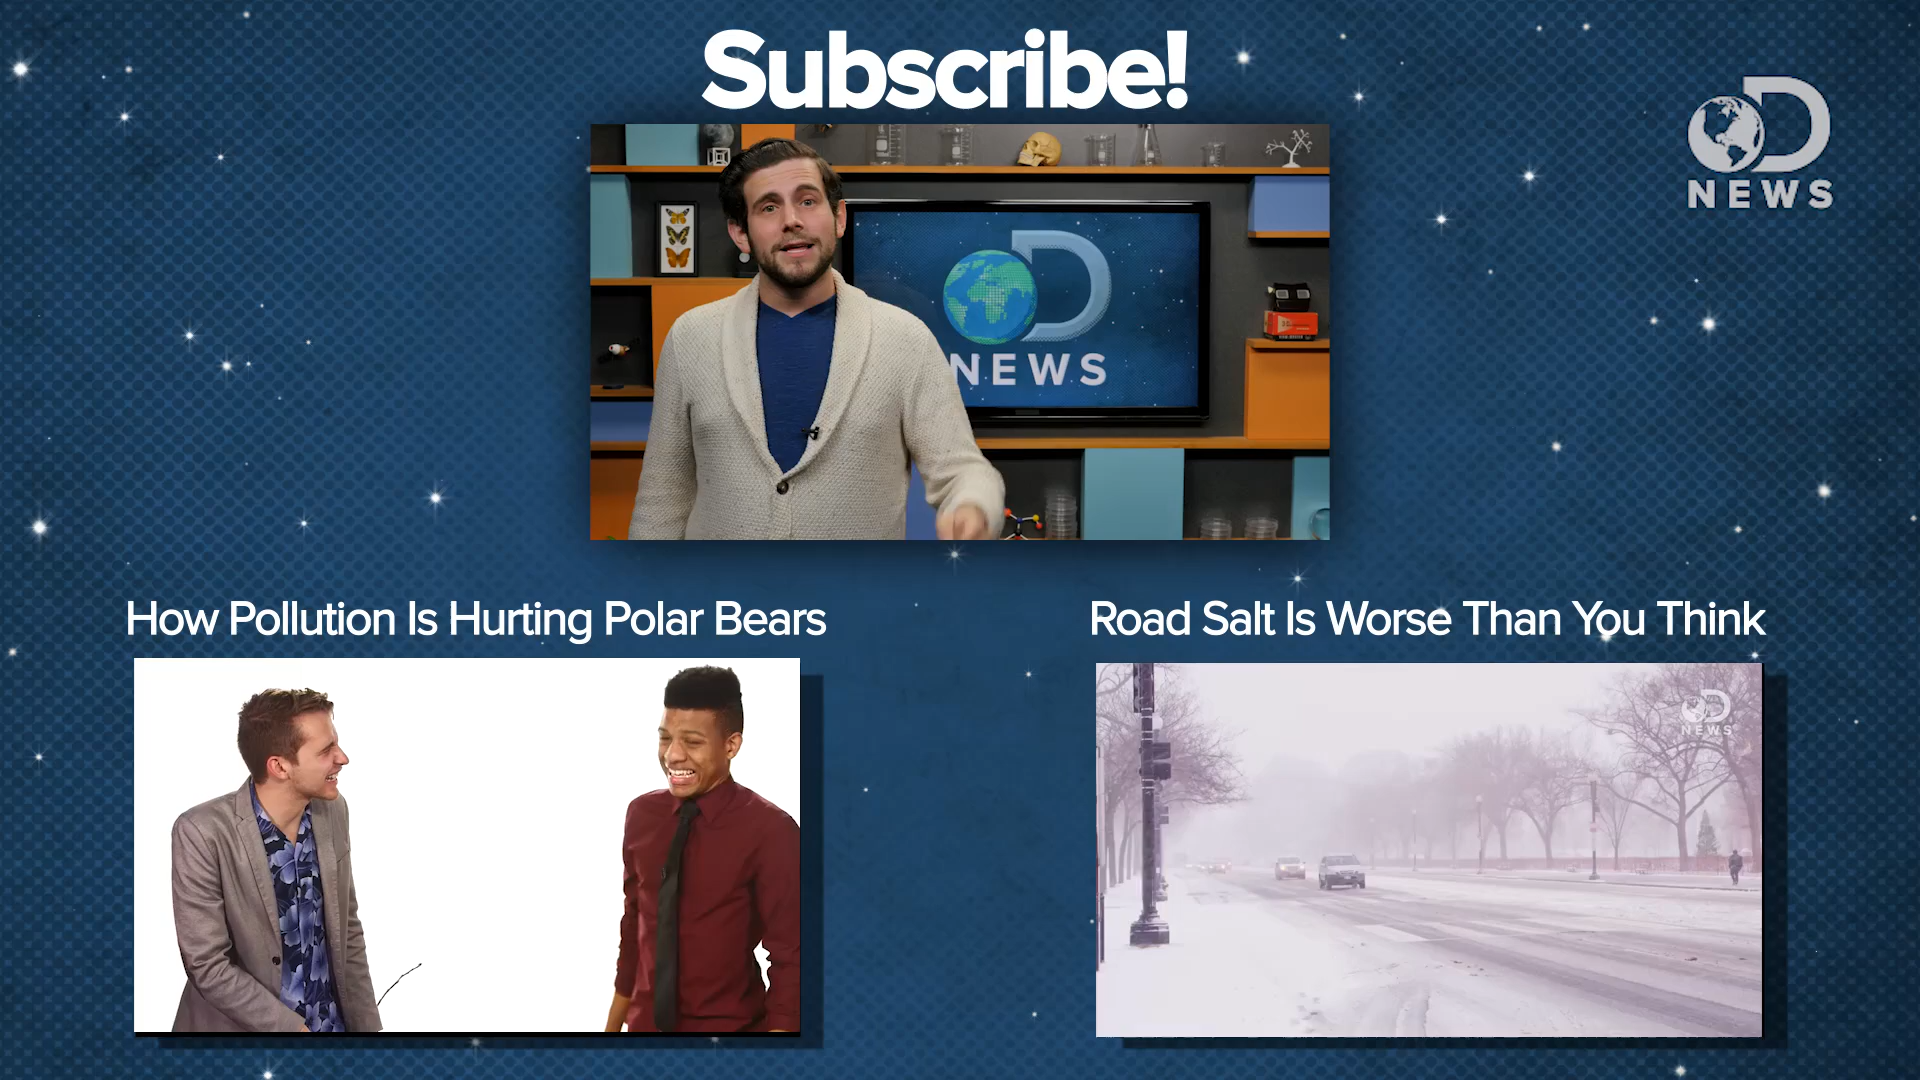 Subscribe!
D
NEWS
D
NEWS
How Pollution Is Hurting Polar Bears
Road Salt Is Worse Than You Think
D
NEWS